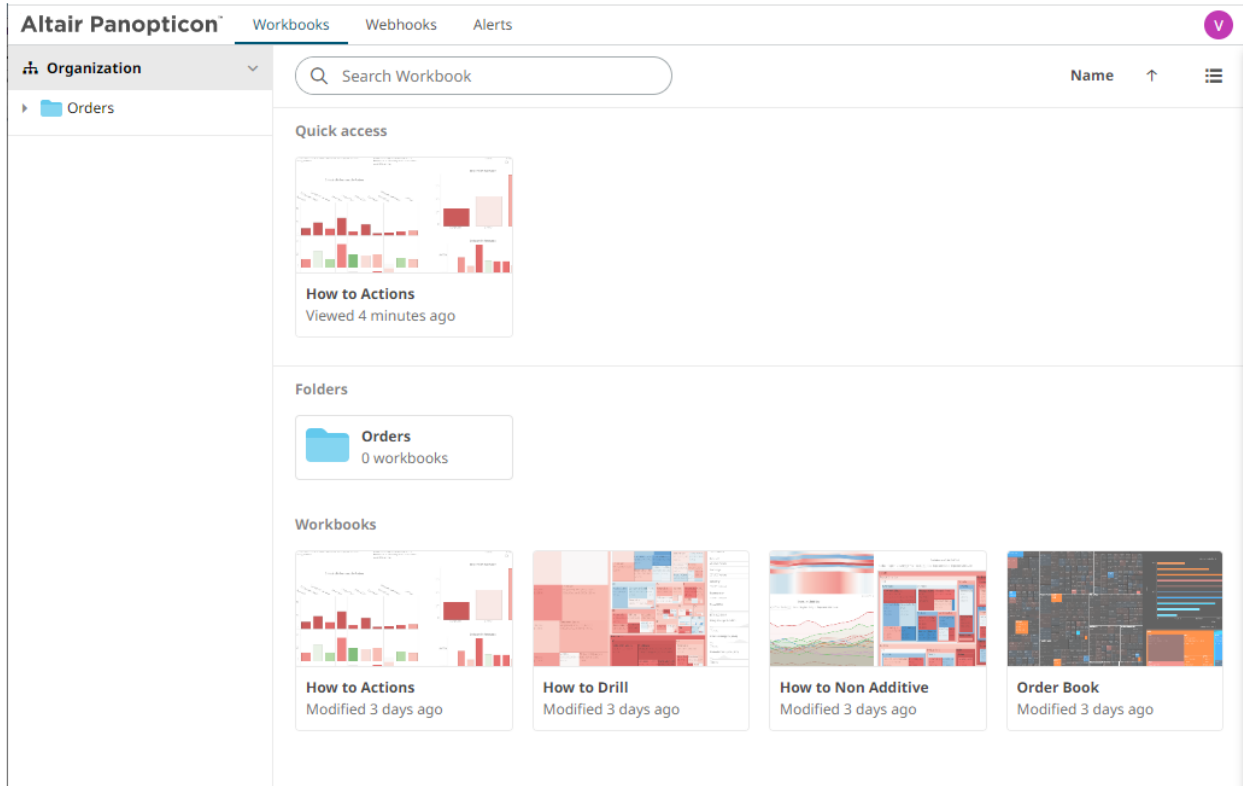 Altair Panopticon™ Workbooks Webhooks Alerts V
Organization
Orders
Search Workbook
Name
Quick access
How to Actions
Viewed 4 minutes ago
Folders
Orders
0 workbooks
Workbooks
How to Actions
Modified 3 days ago
How to Drill
Modified 3 days ago
How to Non Additive
Modified 3 days ago
Order Book
Modified 3 days ago